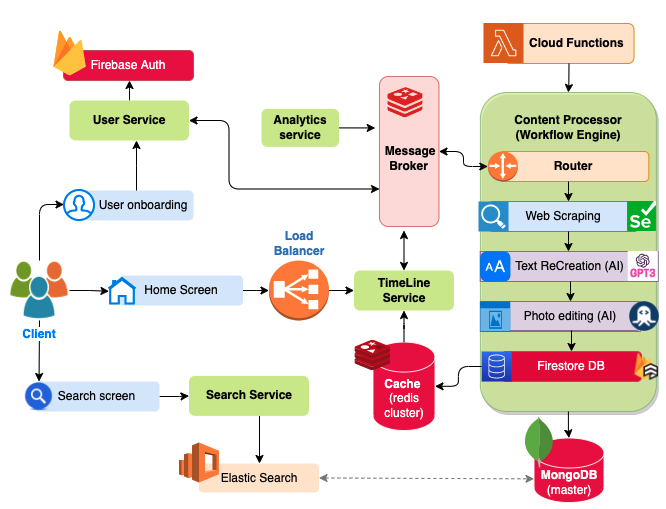 Firebase Auth
Cloud Functions
User Service
Analytics
service
Message
Broker
Content Processor
(Workflow Engine)
Router
User onboarding
Web Scraping
Se
Load
Balancer
Text ReCreation (AI)
AA
GPT3
Home Screen
TimeLine
Service
Photo editing (AI)
Client
Firestore DB
Cache
(redis
cluster)
Search screen
Search Service
Elastic Search
MongoDB
(master)